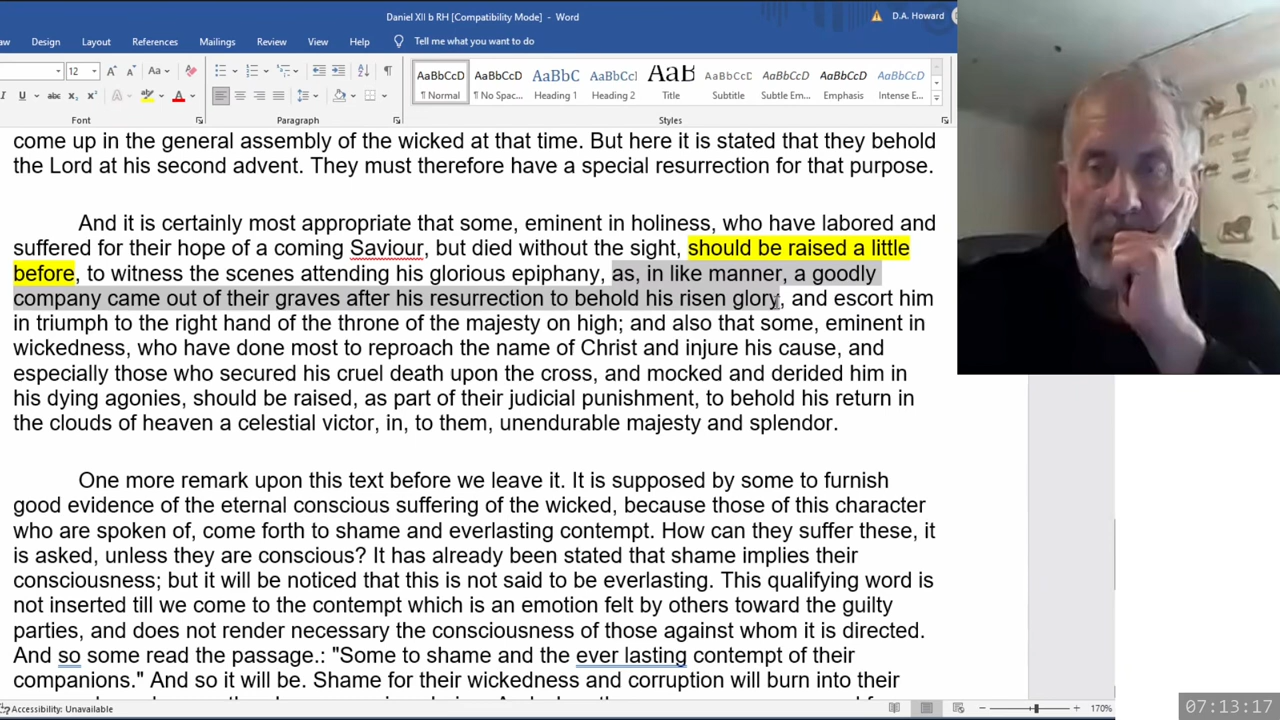 Daniel XII b RH [Compatibility Mode] - Word
D.A. Howard
aw Design Layout References Mailings Review View Help Tell me what you want to do
12 Aa
AaBbCcD AaBbCcD AaBbC AaBbCcI AaB AaBbCcD AaBbCcD AaBbCcD AaBbCcD
¶ Normal ¶ No Spac... Heading 1 Heading 2 Title Subtitle Subtle Em... Emphasis Intense E...
Font Paragraph Styles
come up in the general assembly of the wicked at that time. But here it is stated that they behold
the Lord at his second advent. They must therefore have a special resurrection for that purpose.
And it is certainly most appropriate that some, eminent in holiness, who have labored and
suffered for their hope of a coming Saviour, but died without the sight, should be raised a little
before, to witness the scenes attending his glorious epiphany, as, in like manner, a goodly
company came out of their graves after his resurrection to behold his risen glory, and escort him
in triumph to the right hand of the throne of the majesty on high; and also that some, eminent in
wickedness, who have done most to reproach the name of Christ and injure his cause, and
especially those who secured his cruel death upon the cross, and mocked and derided him in
his dying agonies, should be raised, as part of their judicial punishment, to behold his return in
the clouds of heaven a celestial victor, in, to them, unendurable majesty and splendor.
One more remark upon this text before we leave it. It is supposed by some to furnish
good evidence of the eternal conscious suffering of the wicked, because those of this character
who are spoken of, come forth to shame and everlasting contempt. How can they suffer these, it
is asked, unless they are conscious? It has already been stated that shame implies their
consciousness; but it will be noticed that this is not said to be everlasting. This qualifying word is
not inserted till we come to the contempt which is an emotion felt by others toward the guilty
parties, and does not render necessary the consciousness of those against whom it is directed.
And so some read the passage.: "Some to shame and the ever lasting contempt of their
companions." And so it will be. Shame for their wickedness and corruption will burn into their
Accessibility: Unavailable
170%
07:13:17